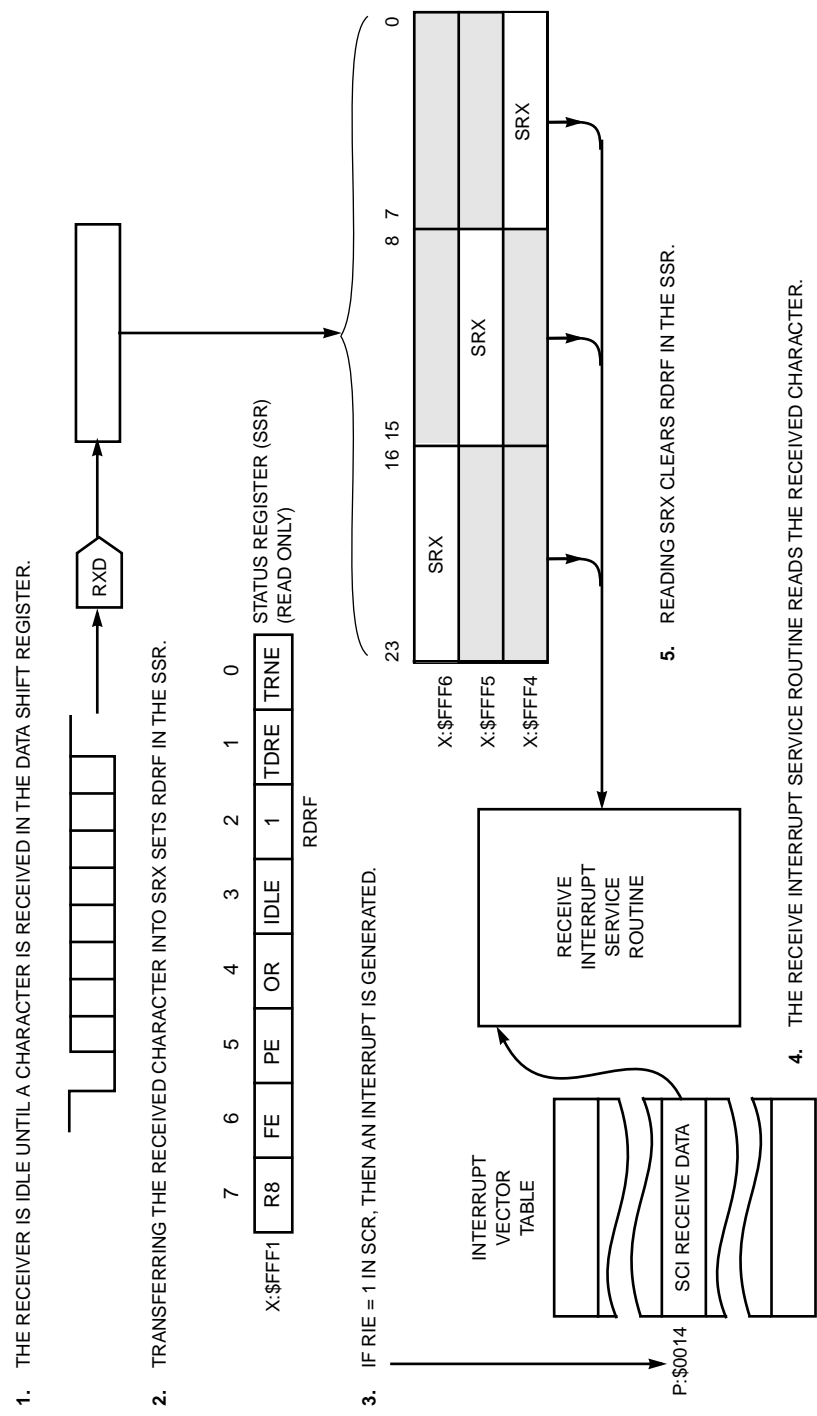 1. THE RECEIVER IS IDLE UNTIL A CHARACTER IS RECEIVED IN THE DATA SHIFT REGISTER.
RXD
2. TRANSFERRING THE RECEIVED CHARACTER INTO SRX SETS RDRF IN THE SSR.
7 6 5 4 3 2 1 0
X:$FFF1 R8 FE PE OR IDLE 1 TDRE TRNE
STATUS REGISTER (SSR)
(READ ONLY)
RDRF
3. IF RIE = 1 IN SCR, THEN AN INTERRUPT IS GENERATED.
23 16 15 8 7 0
X:$FFF6 SRX
X:$FFF5 SRX
X:$FFF4 SRX
INTERRUPT
VECTOR
TABLE
RECEIVE
INTERRUPT
SERVICE
ROUTINE
P:$0014 SCI RECEIVE DATA
5. READING SRX CLEARS RDRF IN THE SSR.
4. THE RECEIVE INTERRUPT SERVICE ROUTINE READS THE RECEIVED CHARACTER.